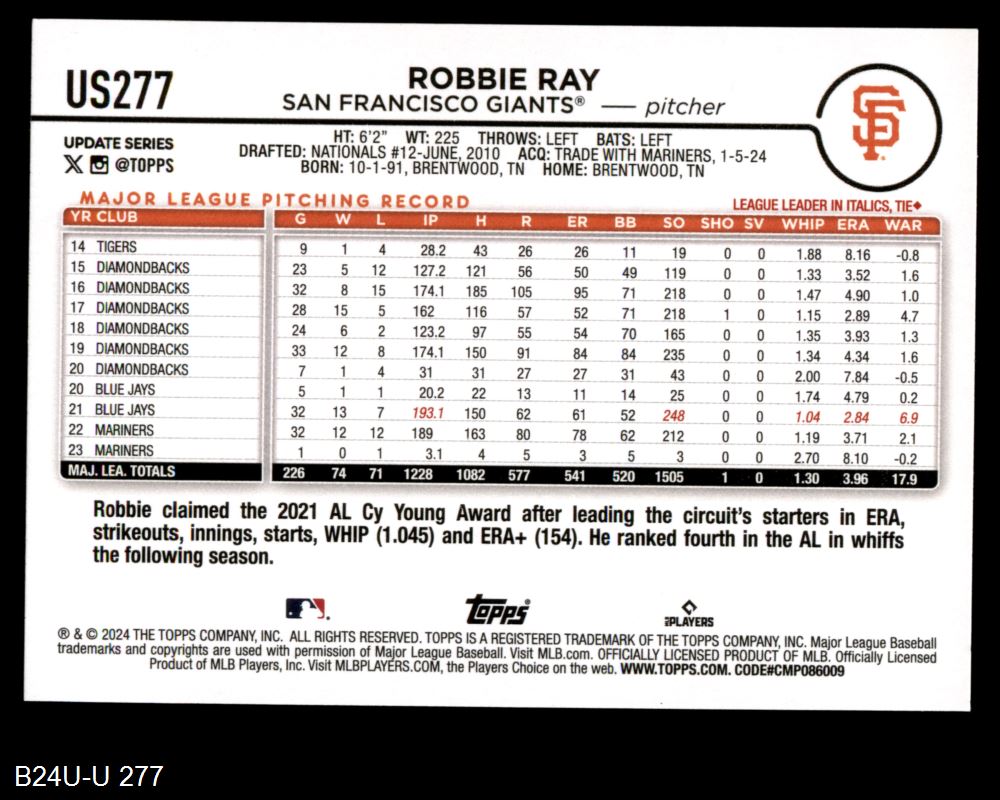 US277
ROBBIE RAY
SAN FRANCISCO GIANTS® — pitcher
SF
UPDATE SERIES
@TOPPS
HT: 6'2" WT: 225 THROWS: LEFT BATS: LEFT
DRAFTED: NATIONALS #12-JUNE, 2010 ACQ: TRADE WITH MARINERS, 1-5-24
BORN: 10-1-91, BRENTWOOD, TN HOME: BRENTWOOD, TN
MAJOR LEAGUE PITCHING RECORD
LEAGUE LEADER IN ITALICS, TIE♦
YR CLUB G W L IP H R ER BB SO SHO SV WHIP ERA WAR
14 TIGERS 9 1 4 28.2 43 26 26 11 19 0 0 1.88 8.16 -0.8
15 DIAMONDBACKS 23 5 12 127.2 121 56 50 49 119 0 0 1.33 3.52 1.6
16 DIAMONDBACKS 32 8 15 174.1 185 105 95 71 218 0 0 1.47 4.90 1.0
17 DIAMONDBACKS 28 15 5 162 116 57 52 71 218 1 0 1.15 2.89 4.7
18 DIAMONDBACKS 24 6 2 123.2 97 55 54 70 165 0 0 1.35 3.93 1.3
19 DIAMONDBACKS 33 12 8 174.1 150 91 84 84 235 0 0 1.34 4.34 1.6
20 DIAMONDBACKS 7 1 4 31 31 27 27 31 43 0 0 2.00 7.84 -0.5
20 BLUE JAYS 5 1 1 20.2 22 13 11 14 25 0 0 1.74 4.79 0.2
21 BLUE JAYS 32 13 7 193.1 150 62 61 52 248 0 0 1.04 2.84 6.9
22 MARINERS 32 12 12 189 163 80 78 62 212 0 0 1.19 3.71 2.1
23 MARINERS 1 0 1 3.1 4 5 3 5 3 0 0 2.70 8.10 -0.2
MAJ. LEA. TOTALS 226 74 71 1228 1082 577 541 520 1505 1 0 1.30 3.96 17.9
Robbie claimed the 2021 AL Cy Young Award after leading the circuit's starters in ERA,
strikeouts, innings, starts, WHIP (1.045) and ERA+ (154). He ranked fourth in the AL in whiffs
the following season.
Topps®
MLBPLAYERS
® & © 2024 THE TOPPS COMPANY, INC. ALL RIGHTS RESERVED. TOPPS IS A REGISTERED TRADEMARK OF THE TOPPS COMPANY, INC. Major League Baseball
trademarks and copyrights are used with permission of Major League Baseball. Visit MLB.com. OFFICIALLY LICENSED PRODUCT OF MLB. Officially Licensed
Product of MLB Players, Inc. Visit MLBPLAYERS.COM, the Players Choice on the web. WWW.TOPPS.COM. CODE#CMP086009
B24U-U 277